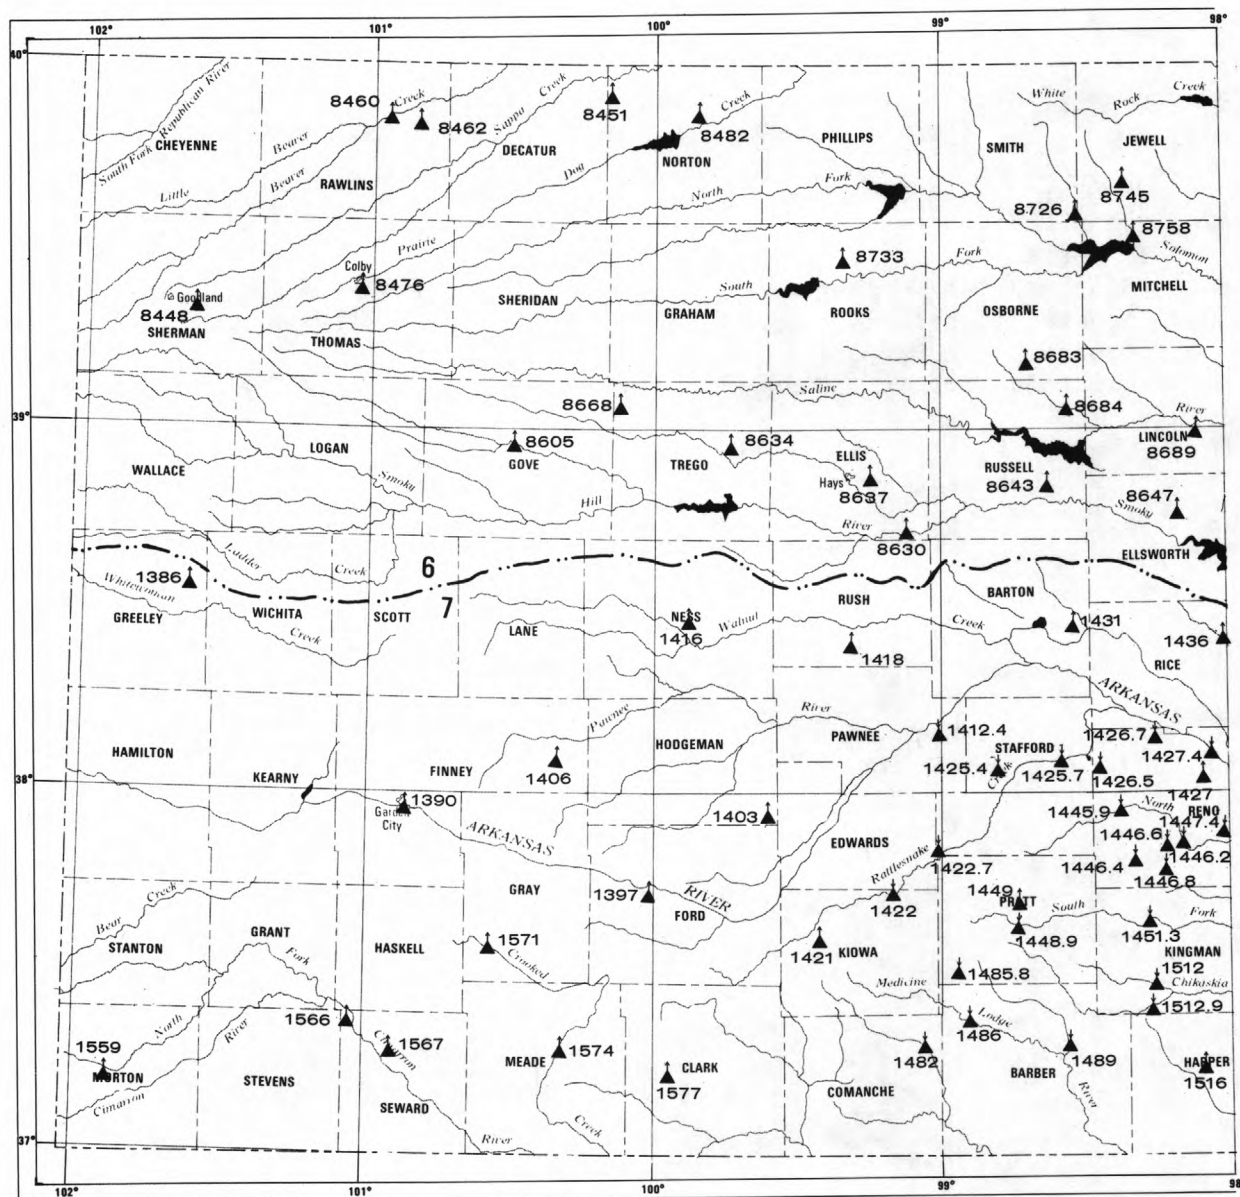 102° 101° 100° 99° 98°
40°
8460
Creek
8462
8451
Creek
8482
Creek
White Rock Creek
South Fork Republican River
CHEYENNE
Little Beaver
Beaver
RAWLINS
Sappa
DECATUR
Dog
NORTON
PHILLIPS
SMITH
JEWELL
North Fork
8745
8726
8758
Prairie
Colby
8476
Goodland
8448
SHERMAN
THOMAS
SHERIDAN
GRAHAM
South Fork
8733
ROOKS
OSBORNE
Solomon
MITCHELL
8683
39°
8668
Saline
8684
River
LINCOLN
8689
8605
GOVE
LOGAN
WALLACE
8634
TREGO
ELLIS
Hays
8637
RUSSELL
8643
8647
Smoky
Hill
River
8630
Smoky
ELLSWORTH
Ladder
Creek
6
7
1386
Whitewoman
Creek
GREELEY
WICHITA
SCOTT
LANE
NESS
1416
Walnut
Creek
RUSH
1418
BARTON
1431
1436
RICE
ARKANSAS
HAMILTON
KEARNY
FINNEY
1406
Pawnee
River
HODGEMAN
PAWNEE
1412.4
STAFFORD
1425.4
Creek
1425.7
1426.7
1426.5
1427.4
1427
38°
Garden
City
1390
ARKANSAS
RIVER
1403
EDWARDS
Rattlesnake
1422.7
1445.9
North
RENO
1447.4
1446.6
1446.2
1446.4
1446.8
GRAY
1397
FORD
1422
1421
KIOWA
1449
PRATT
1448.9
South
Fork
1451.3
KINGMAN
Bear
Creek
STANTON
GRANT
Fork
HASKELL
1571
Crooked
1485.8
1512
Chikaskia
1512.9
Medicine
Lodge
1486
River
North
River
1566
Cimarron
1567
1559
MORTON
Cimarron
STEVENS
SEWARD
River
MEADE
1574
Creek
CLARK
1577
COMANCHE
1482
BARBER
1489
HARPER
1516
37°
102° 101° 100° 99° 98